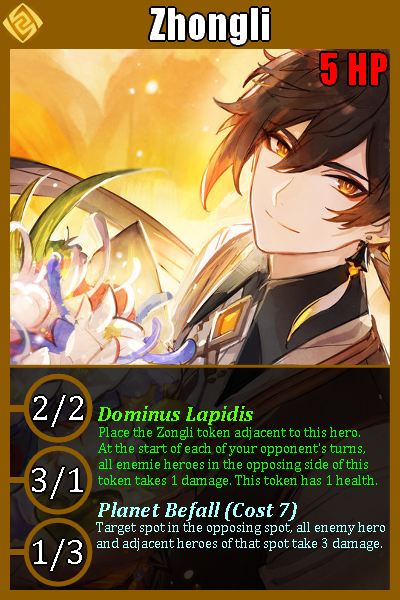 Zhongli
5 HP
2/2
3/1
1/3
Dominus Lapidis
Place the Zongli token adjacent to this hero.
At the start of each of your opponent's turns,
all enemie heroes in the opposing side of this
token takes 1 damage. This token has 1 health.
Planet Befall (Cost 7)
Target spot in the opposing spot, all enemy hero
and adjacent heroes of that spot take 3 damage.